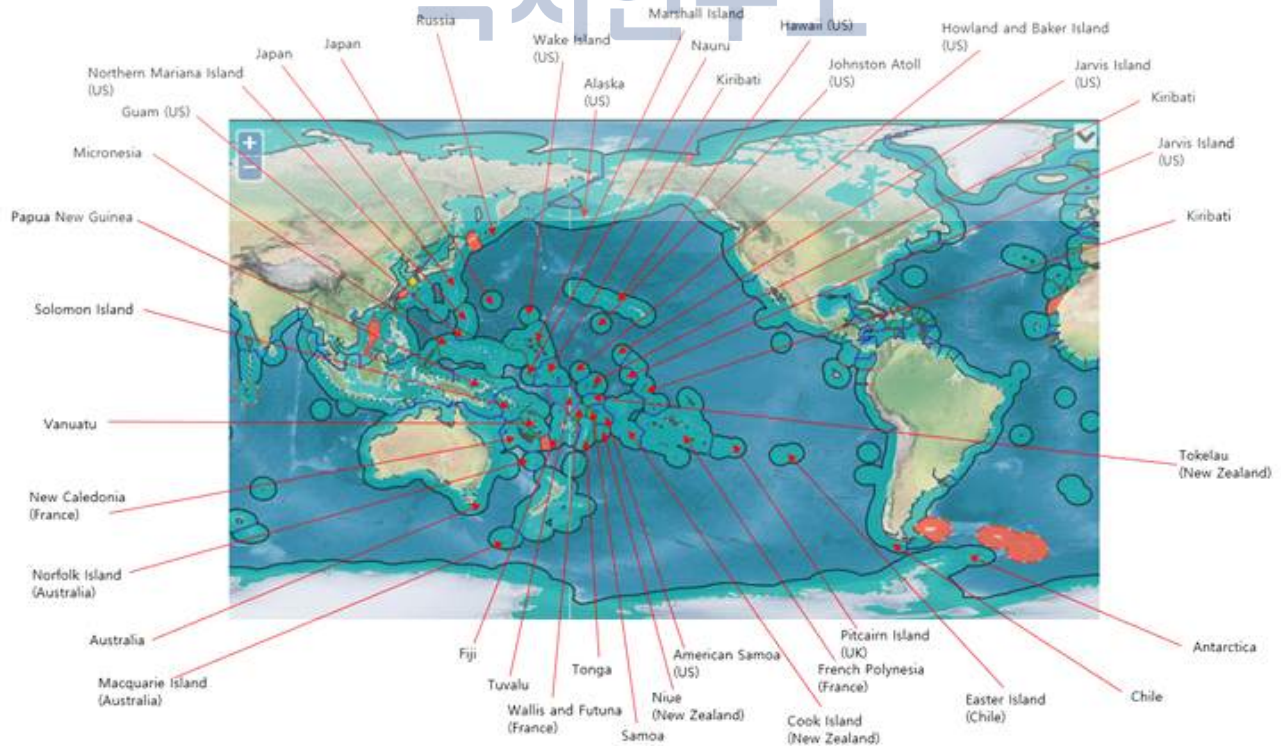 Russia
Marshall Island
Hawaii (US)
Howland and Baker Island
(US)
Japan
Japan
Wake Island
(US)
Nauru
Johnston Atoll
(US)
Jarvis Island
(US)
Northern Mariana Island
(US)
Alaska
(US)
Kiribati
Kiribati
Guam (US)
Micronesia
Jarvis Island
(US)
Papua New Guinea
Kiribati
Solomon Island
Vanuatu
Tokelau
(New Zealand)
New Caledonia
(France)
Norfolk Island
(Australia)
Australia
Macquarie Island
(Australia)
Fiji
Tuvalu
Wallis and Futuna
(France)
Tonga
Samoa
American Samoa
(US)
Niue
(New Zealand)
Pitcairn Island
(UK)
French Polynesia
(France)
Cook Island
(New Zealand)
Easter Island
(Chile)
Chile
Antarctica